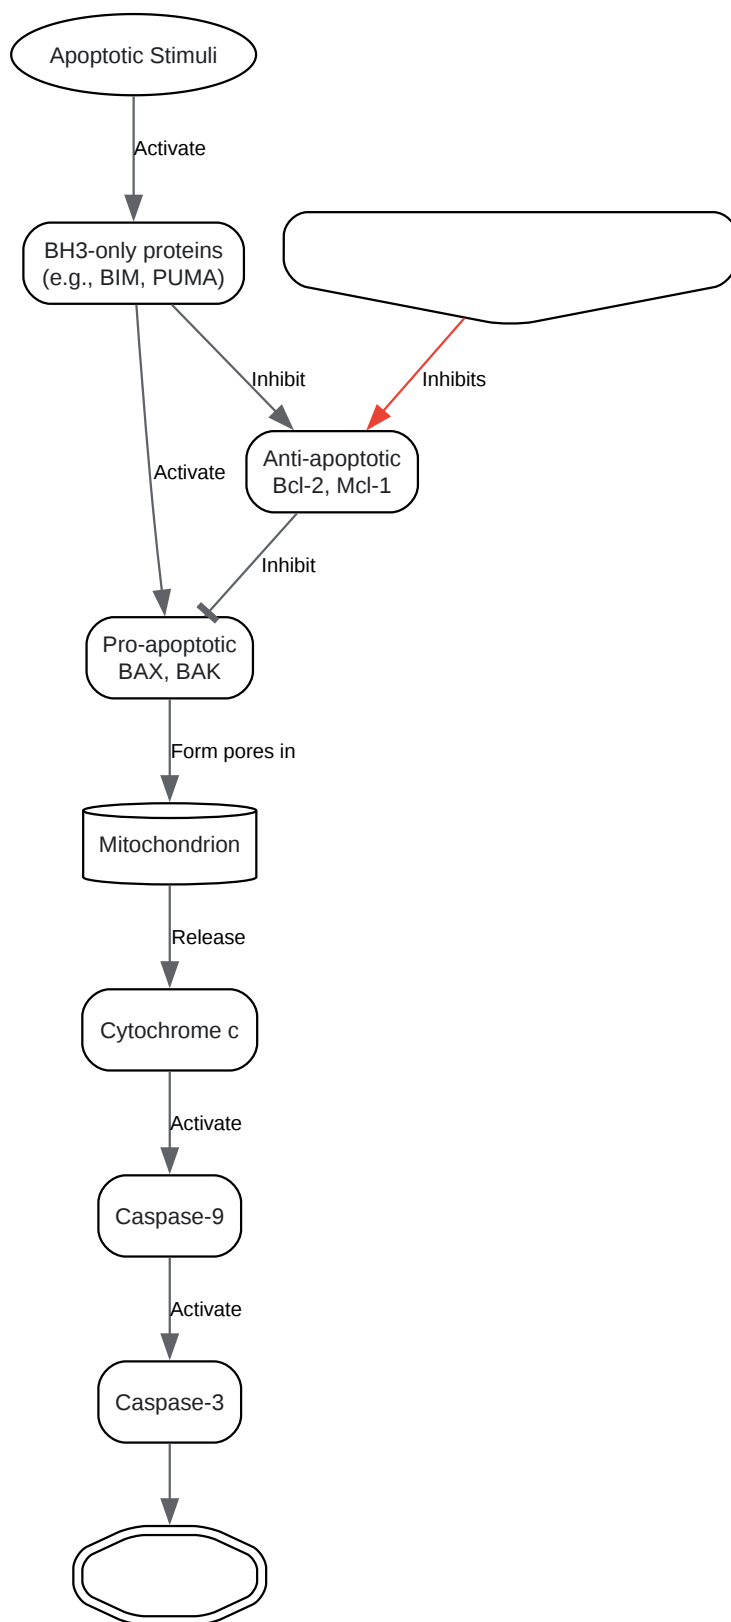 Apoptotic Stimuli
Activate
BH3-only proteins
(e.g., BIM, PUMA)
Inhibit
Inhibits
Anti-apoptotic
Bcl-2, Mcl-1
Activate
Inhibit
Pro-apoptotic
BAX, BAK
Form pores in
Mitochondrion
Release
Cytochrome c
Activate
Caspase-9
Activate
Caspase-3